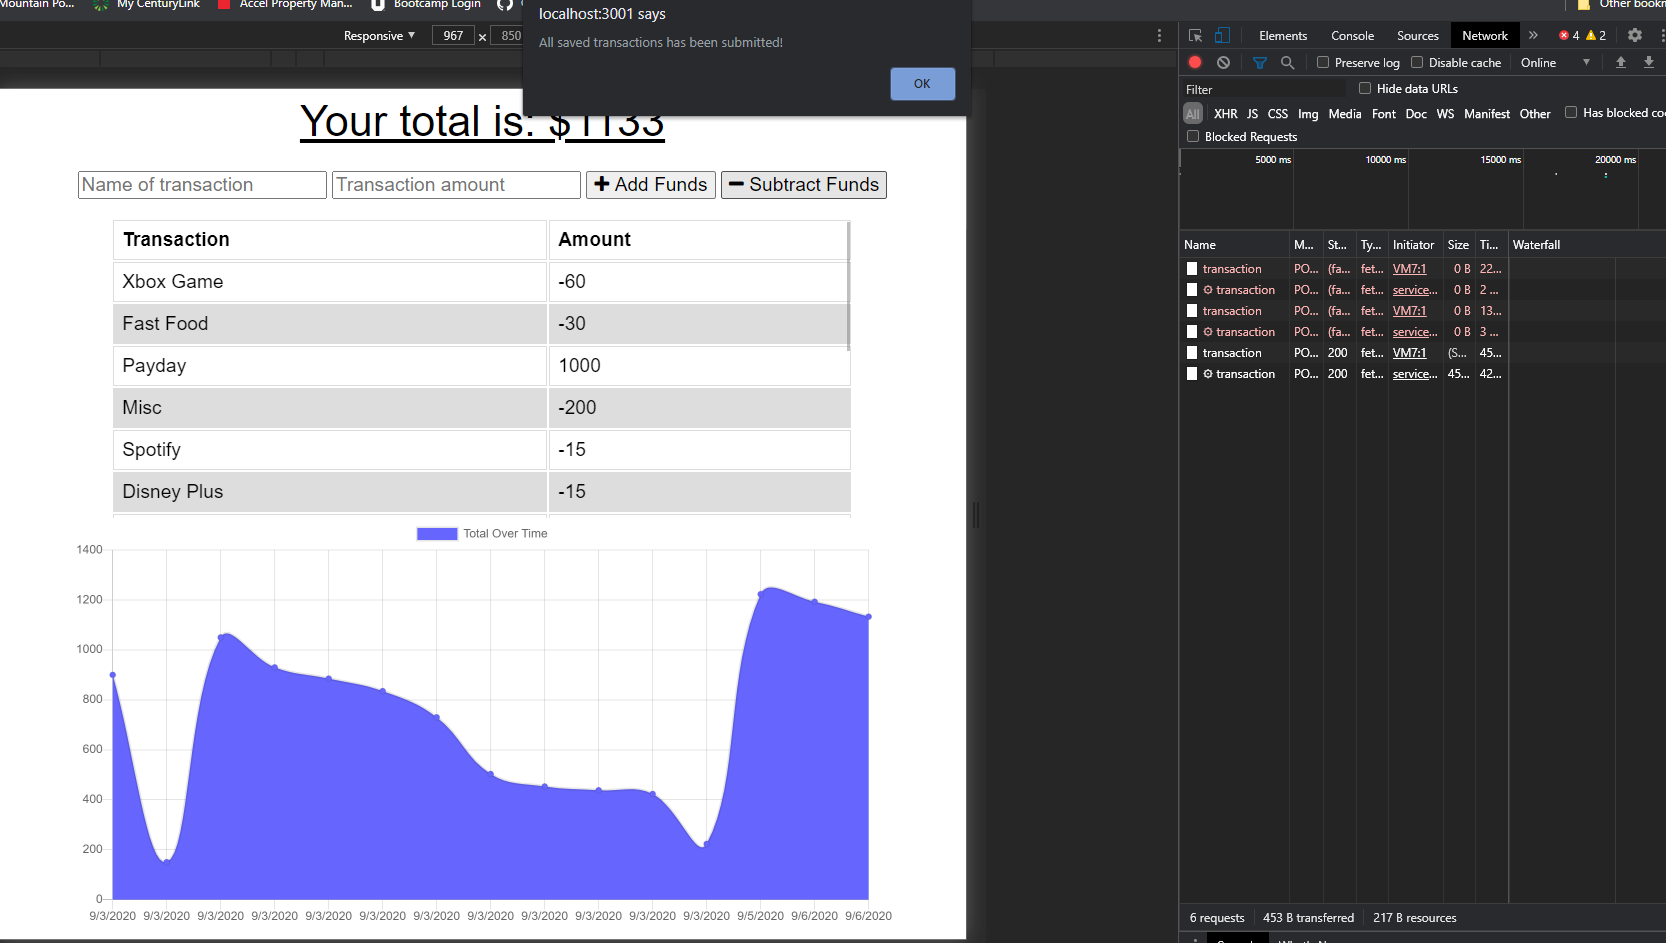 Mountain Po... My CenturyLink Accel Property Man... Bootcamp Login Other bookm
localhost:3001 says
All saved transactions has been submitted!
OK
Responsive ▼ 967 × 850
Elements Console Sources Network » 4 2
Preserve log Disable cache Online ▼
Filter Hide data URLs
All XHR JS CSS Img Media Font Doc WS Manifest Other Has blocked coo
Blocked Requests
5000 ms 10000 ms 15000 ms 20000 ms
Your total is: $1133
Name of transaction Transaction amount + Add Funds − Subtract Funds
Transaction Amount
Xbox Game -60
Fast Food -30
Payday 1000
Misc -200
Spotify -15
Disney Plus -15
Total Over Time
1400
1200
1000
800
600
400
200
0
9/3/2020 9/3/2020 9/3/2020 9/3/2020 9/3/2020 9/3/2020 9/3/2020 9/3/2020 9/3/2020 9/3/2020 9/3/2020 9/3/2020 9/5/2020 9/6/2020 9/6/2020
Name M... St... Ty... Initiator Size Ti... Waterfall
transaction PO... (fa... fet... VM7:1 0 B 22...
transaction PO... (fa... fet... service... 0 B 2 ...
transaction PO... (fa... fet... VM7:1 0 B 13...
transaction PO... (fa... fet... service... 0 B 3 ...
transaction PO... 200 fet... VM7:1 (S... 45...
transaction PO... 200 fet... service... 45... 42...
6 requests 453 B transferred 217 B resources